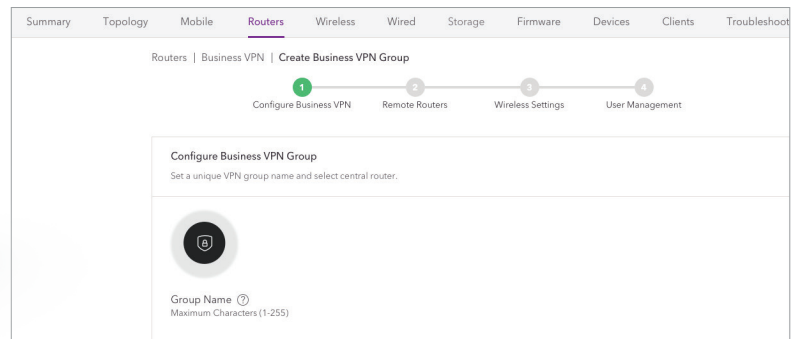 Summary Topology Mobile Routers Wireless Wired Storage Firmware Devices Clients Troubleshoot
Routers | Business VPN | Create Business VPN Group
1 2 3 4
Configure Business VPN Remote Routers Wireless Settings User Management
Configure Business VPN Group
Set a unique VPN group name and select central router.
Group Name ?
Maximum Characters (1-255)